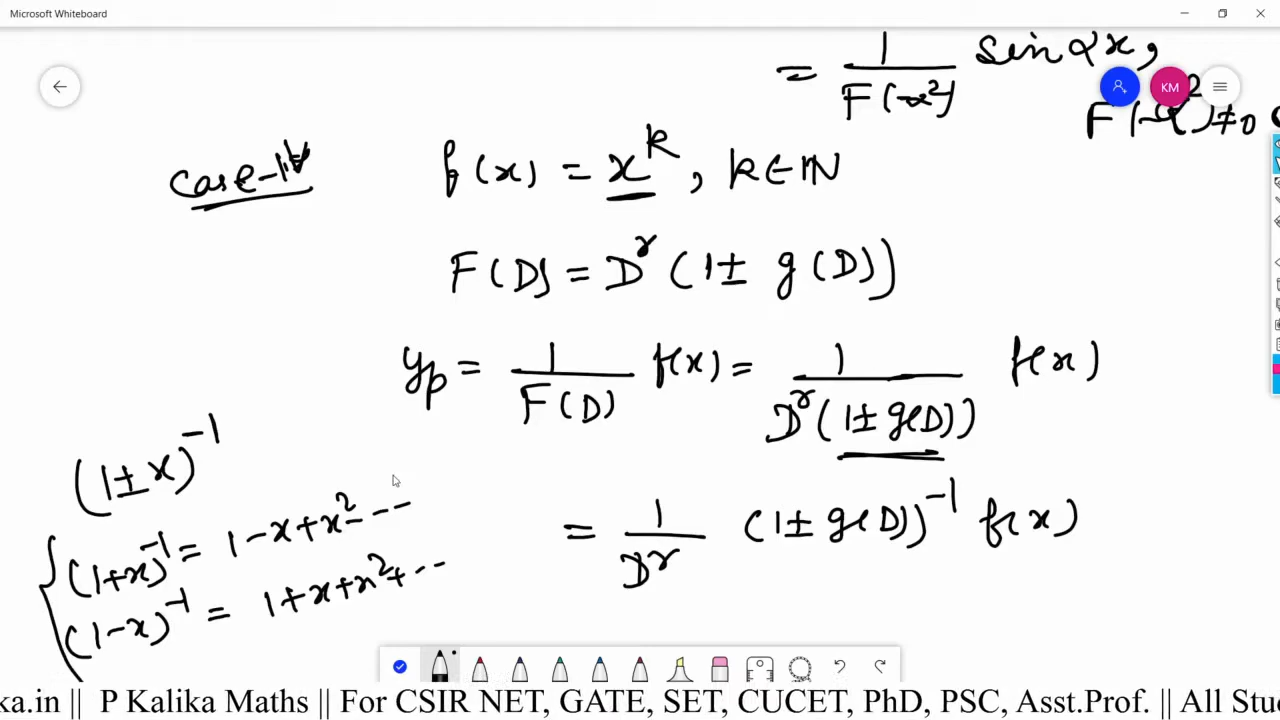 Microsoft Whiteboard
= 1/F(-α²) sin αx,
F(-α²) ≠ 0
KM
Case-IV f(x) = x^k, k ∈ IN
F(D) = D^r (1 ± g(D))
y_p = 1/F(D) f(x) = 1/(D^r (1 ± g(D))) f(x)
(1 ± x)^-1
= 1/D^r (1 ± g(D))^-1 f(x)
(1+x)^-1 = 1 - x + x² - --
(1-x)^-1 = 1 + x + x² + --
ka.in || P Kalika Maths || For CSIR NET, GATE, SET, CUCET, PhD, PSC, Asst.Prof. || All Stu